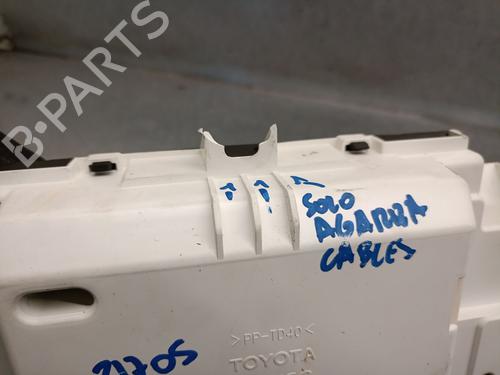 B-PARTS
SOLO
AGARRA
CABLES
>PP-TD40<
TOYOTA